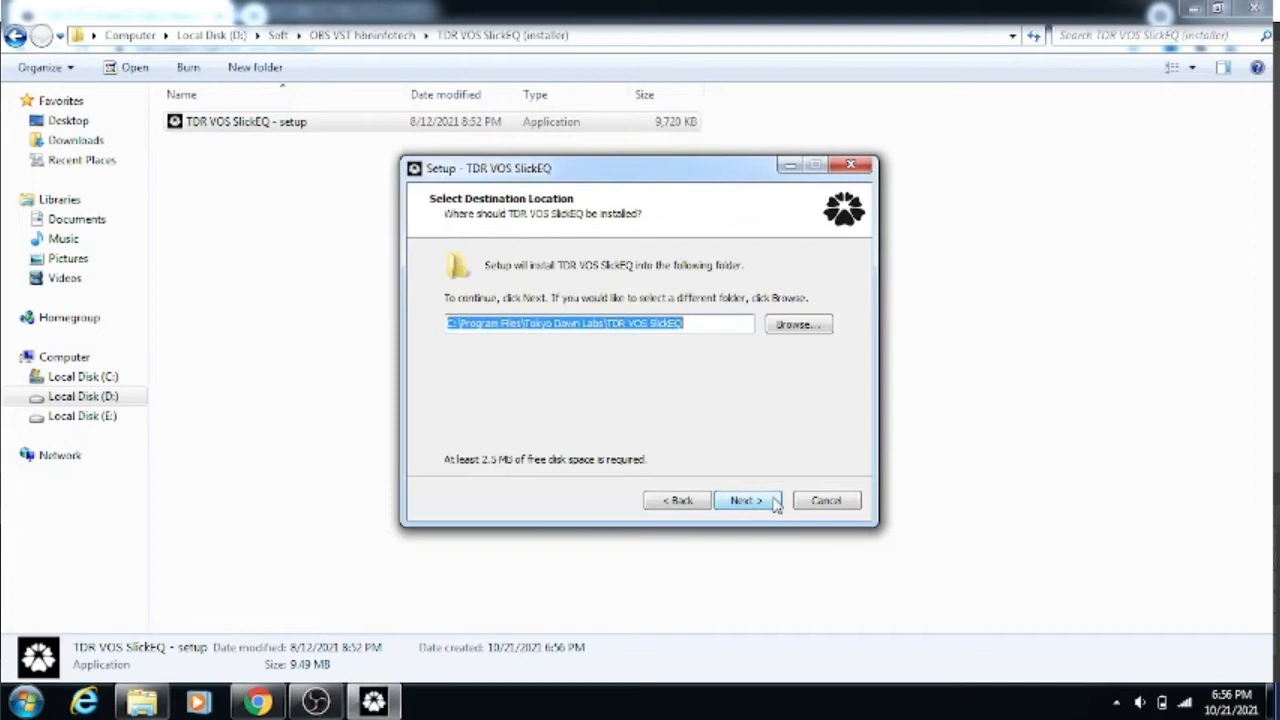 Computer ▸ Local Disk (D:) ▸ Soft ▸ OBS VST hbninfotech ▸ TDR VOS SlickEQ (installer)
Search TDR VOS SlickEQ (installer)
Organize Open Burn New folder
Name Date modified Type Size
TDR VOS SlickEQ - setup 8/12/2021 8:52 PM Application 9,720 KB
Favorites
Desktop
Downloads
Recent Places
Libraries
Documents
Music
Pictures
Videos
Homegroup
Computer
Local Disk (C:)
Local Disk (D:)
Local Disk (E:)
Network
Setup - TDR VOS SlickEQ
Select Destination Location
Where should TDR VOS SlickEQ be installed?
Setup will install TDR VOS SlickEQ into the following folder.
To continue, click Next. If you would like to select a different folder, click Browse.
C:\Program Files\Tokyo Dawn Labs\TDR VOS SlickEQ
Browse...
At least 2.5 MB of free disk space is required.
< Back Next > Cancel
TDR VOS SlickEQ - setup Date modified: 8/12/2021 8:52 PM Date created: 10/21/2021 6:56 PM
Application Size: 9.49 MB
6:56 PM
10/21/2021